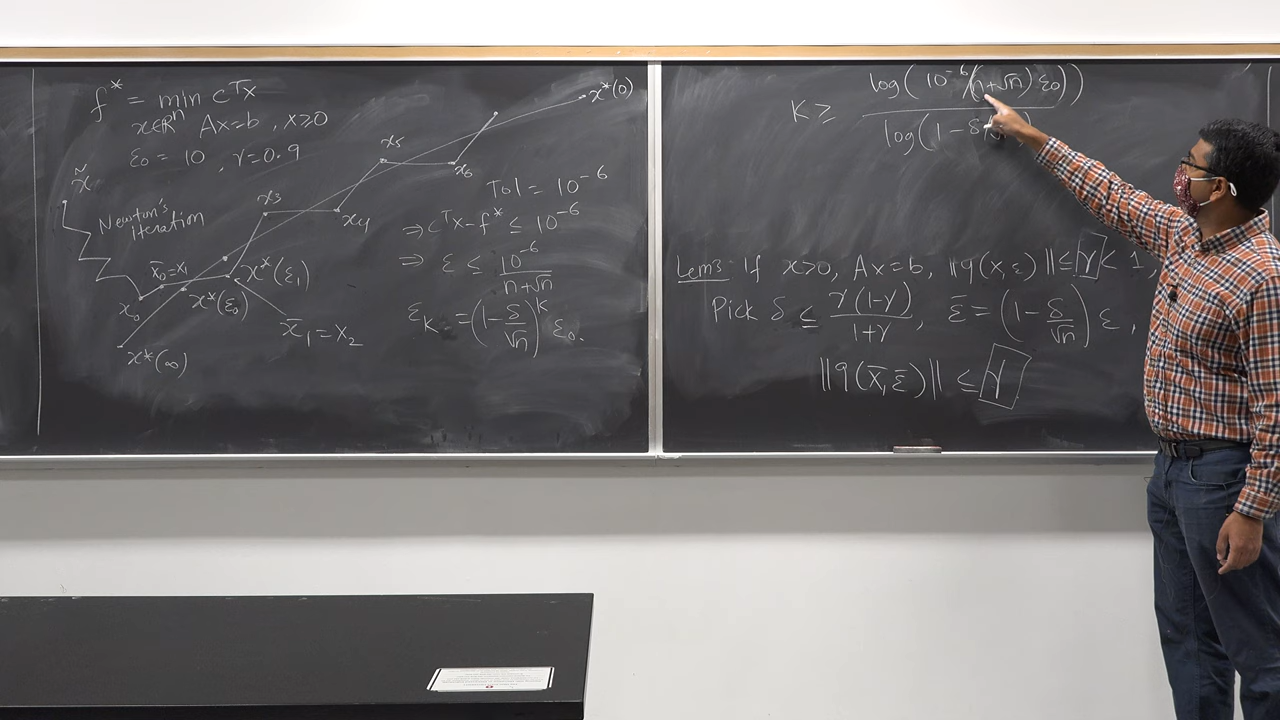 f* = min cᵀx
x∈ℝⁿ Ax=b, x≥0
ε₀ = 10, γ=0.9
x̃
Newton's
iteration
x̄₀=x₁
x₀
x*(ε₀)
x*(ε₁)
x̄₁=x₂
x*(∞)
x₃
x₄
x₅
x₆
x*(0)
Tol = 10⁻⁶
⇒ cᵀx-f* ≤ 10⁻⁶
⇒ ε ≤ 10⁻⁶/(n+√n)
εₖ = (1-δ/√n)ᴷ ε₀.
K ≥ log(10⁻⁶/(n+√n)ε₀))
log(1-δ
Lem3 If x>0, Ax=b, ||q(x,ε)|| ≤ γ < 1,
Pick δ ≤ γ(1-γ)/(1+γ), ε̄ = (1-δ/√n) ε,
||q(x̄,ε̄)|| ≤ γ